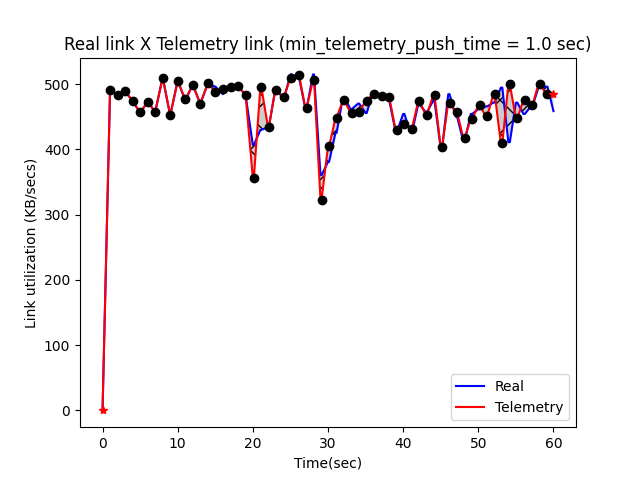 Real link X Telemetry link (min_telemetry_push_time = 1.0 sec)
500
400
300
200
100
0
Link utilization (KB/secs)
0 10 20 30 40 50 60
Time(sec)
Real
Telemetry